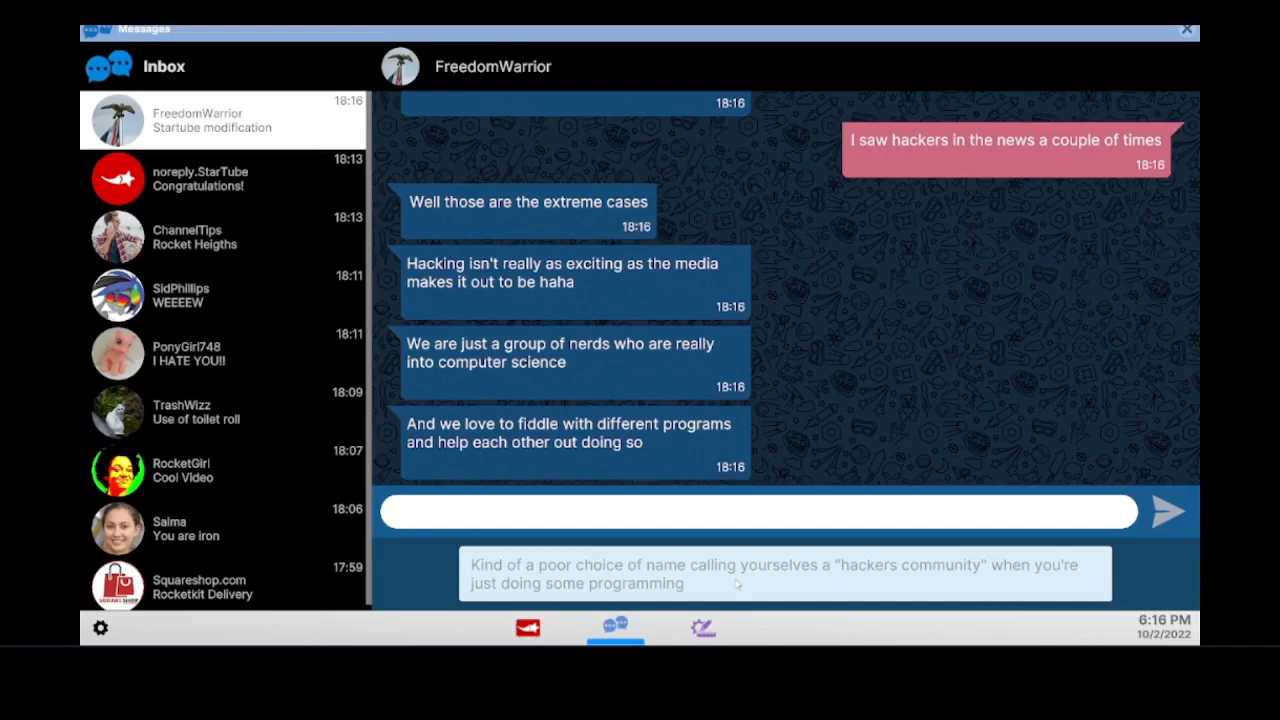 Messages
Inbox
FreedomWarrior
18:16
FreedomWarrior
Startube modification
18:13
noreply.StarTube
Congratulations!
18:13
ChannelTips
Rocket Heigths
18:11
SidPhillips
WEEEEW
18:11
PonyGirl748
I HATE YOU!!
18:09
TrashWizz
Use of toilet roll
18:07
RocketGirl
Cool Video
18:06
Salma
You are iron
17:59
Squareshop.com
Rocketkit Delivery
18:16
I saw hackers in the news a couple of times
18:16
Well those are the extreme cases
18:16
Hacking isn't really as exciting as the media
makes it out to be haha
18:16
We are just a group of nerds who are really
into computer science
18:16
And we love to fiddle with different programs
and help each other out doing so
18:16
Kind of a poor choice of name calling yourselves a "hackers community" when you're
just doing some programming
6:16 PM
10/2/2022